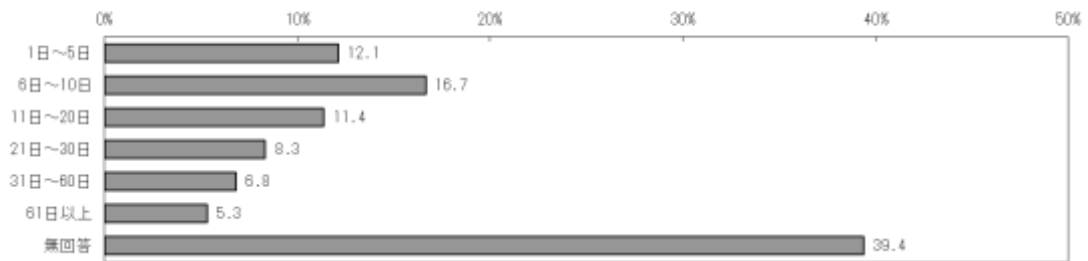 0% 10% 20% 30% 40% 50%
1日～5日 12.1
6日～10日 16.7
11日～20日 11.4
21日～30日 8.3
31日～60日 6.8
61日以上 5.3
無回答 39.4